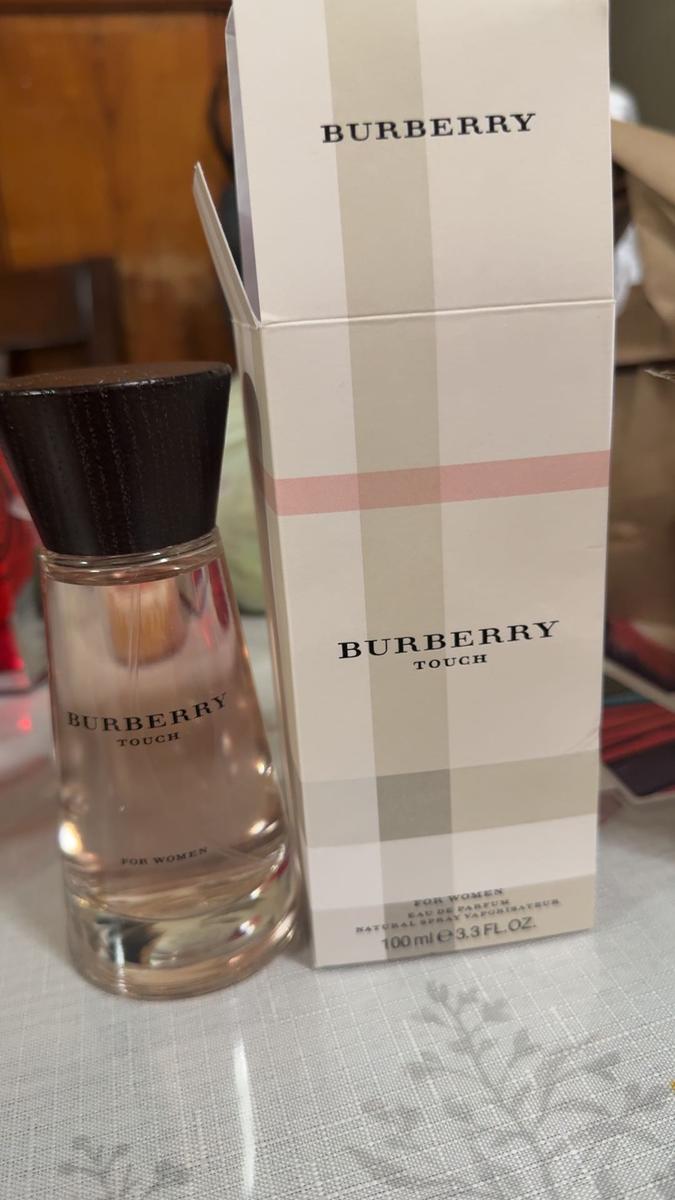 BURBERRY
BURBERRY
TOUCH
FOR WOMEN
EAU DE PARFUM
NATURAL SPRAY VAPORISATEUR
100 ml ℮ 3.3 FL.OZ.
BURBERRY
TOUCH
FOR WOMEN